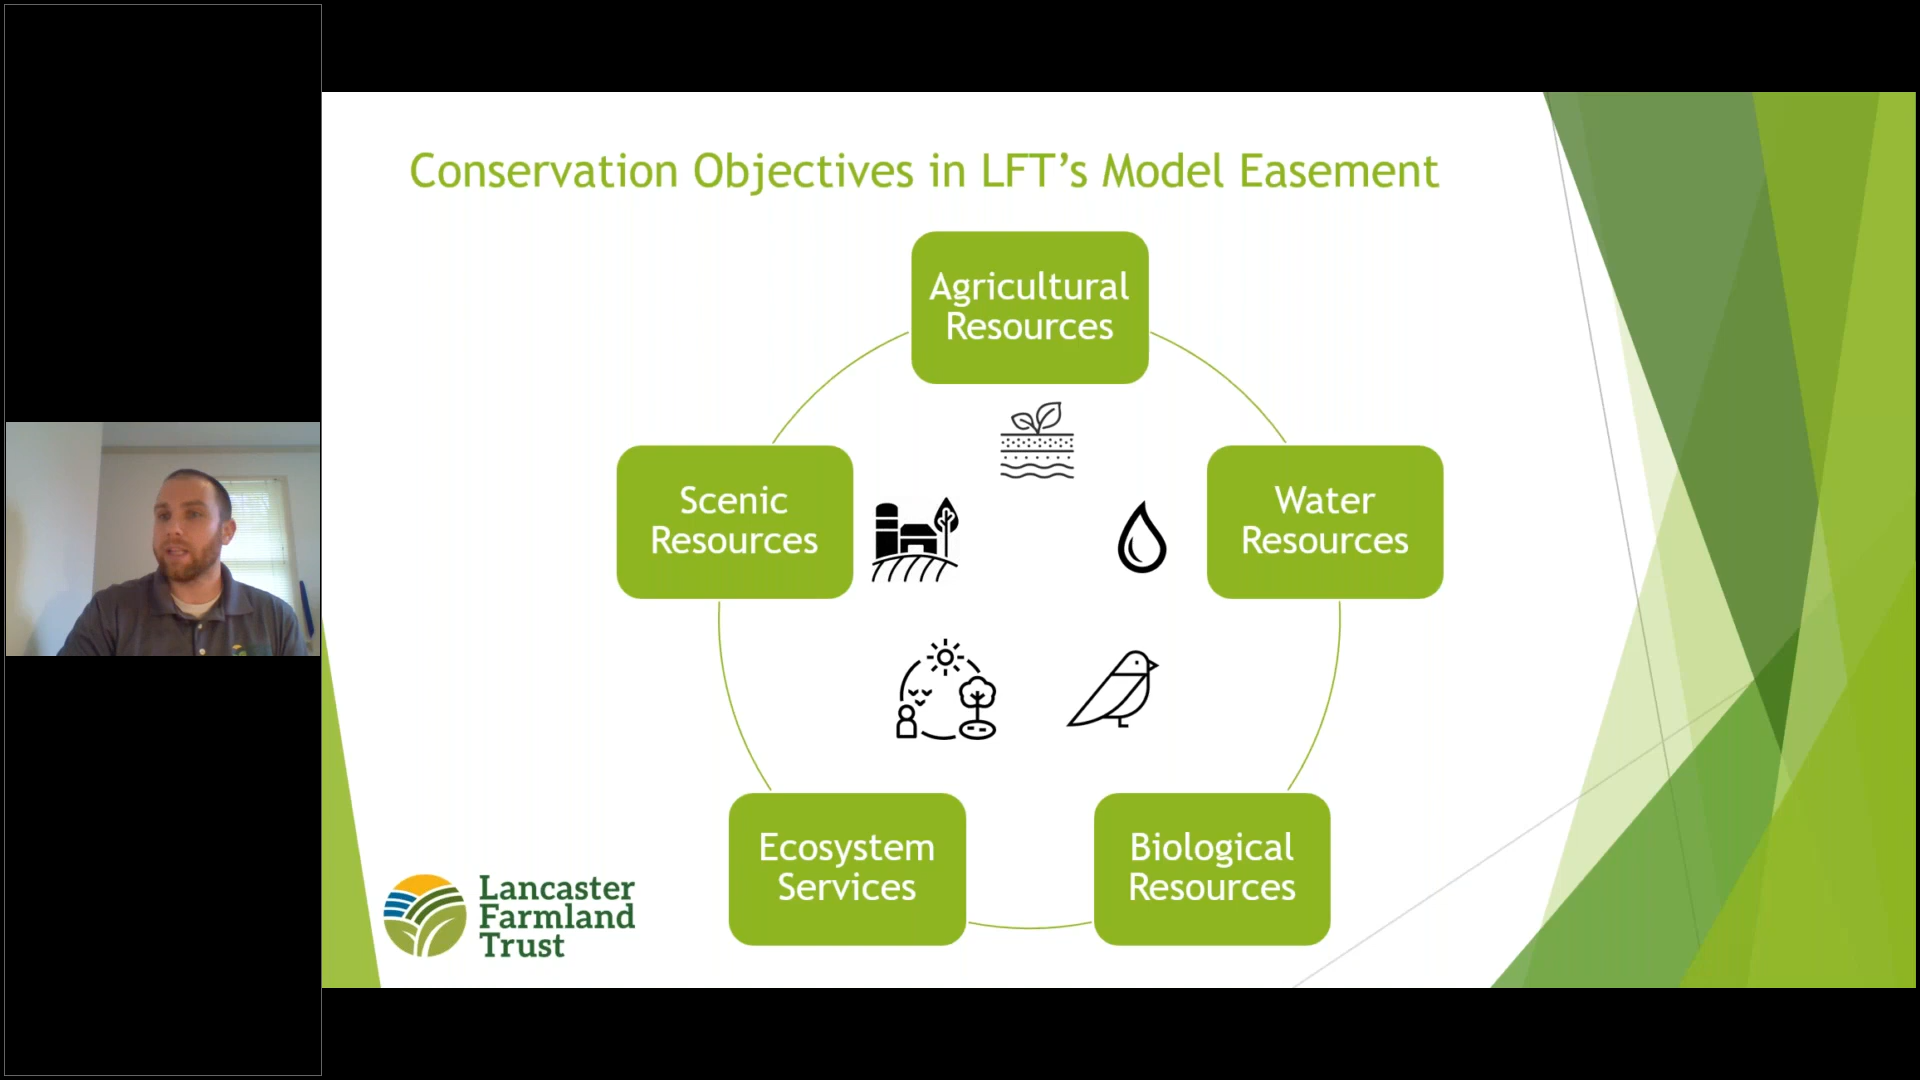 Conservation Objectives in LFT's Model Easement
Agricultural
Resources
Scenic
Resources
Water
Resources
Ecosystem
Services
Biological
Resources
Lancaster
Farmland
Trust